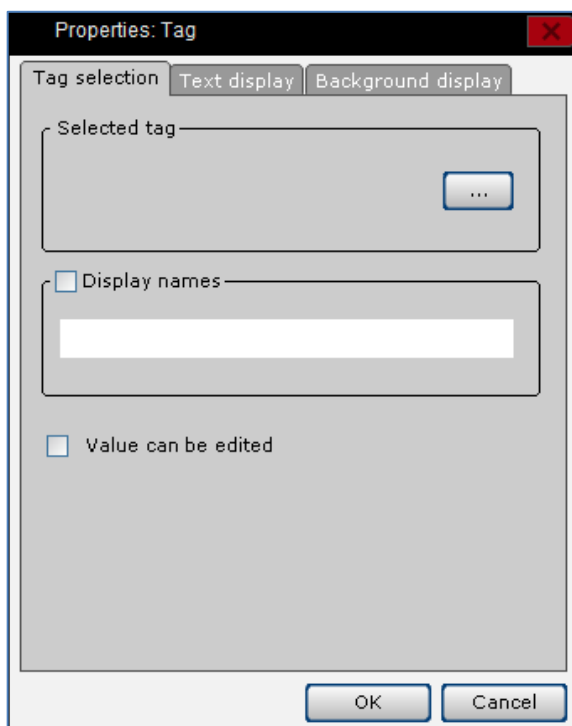 Properties: Tag
Tag selection Text display Background display
Selected tag
...
Display names
Value can be edited
OK Cancel